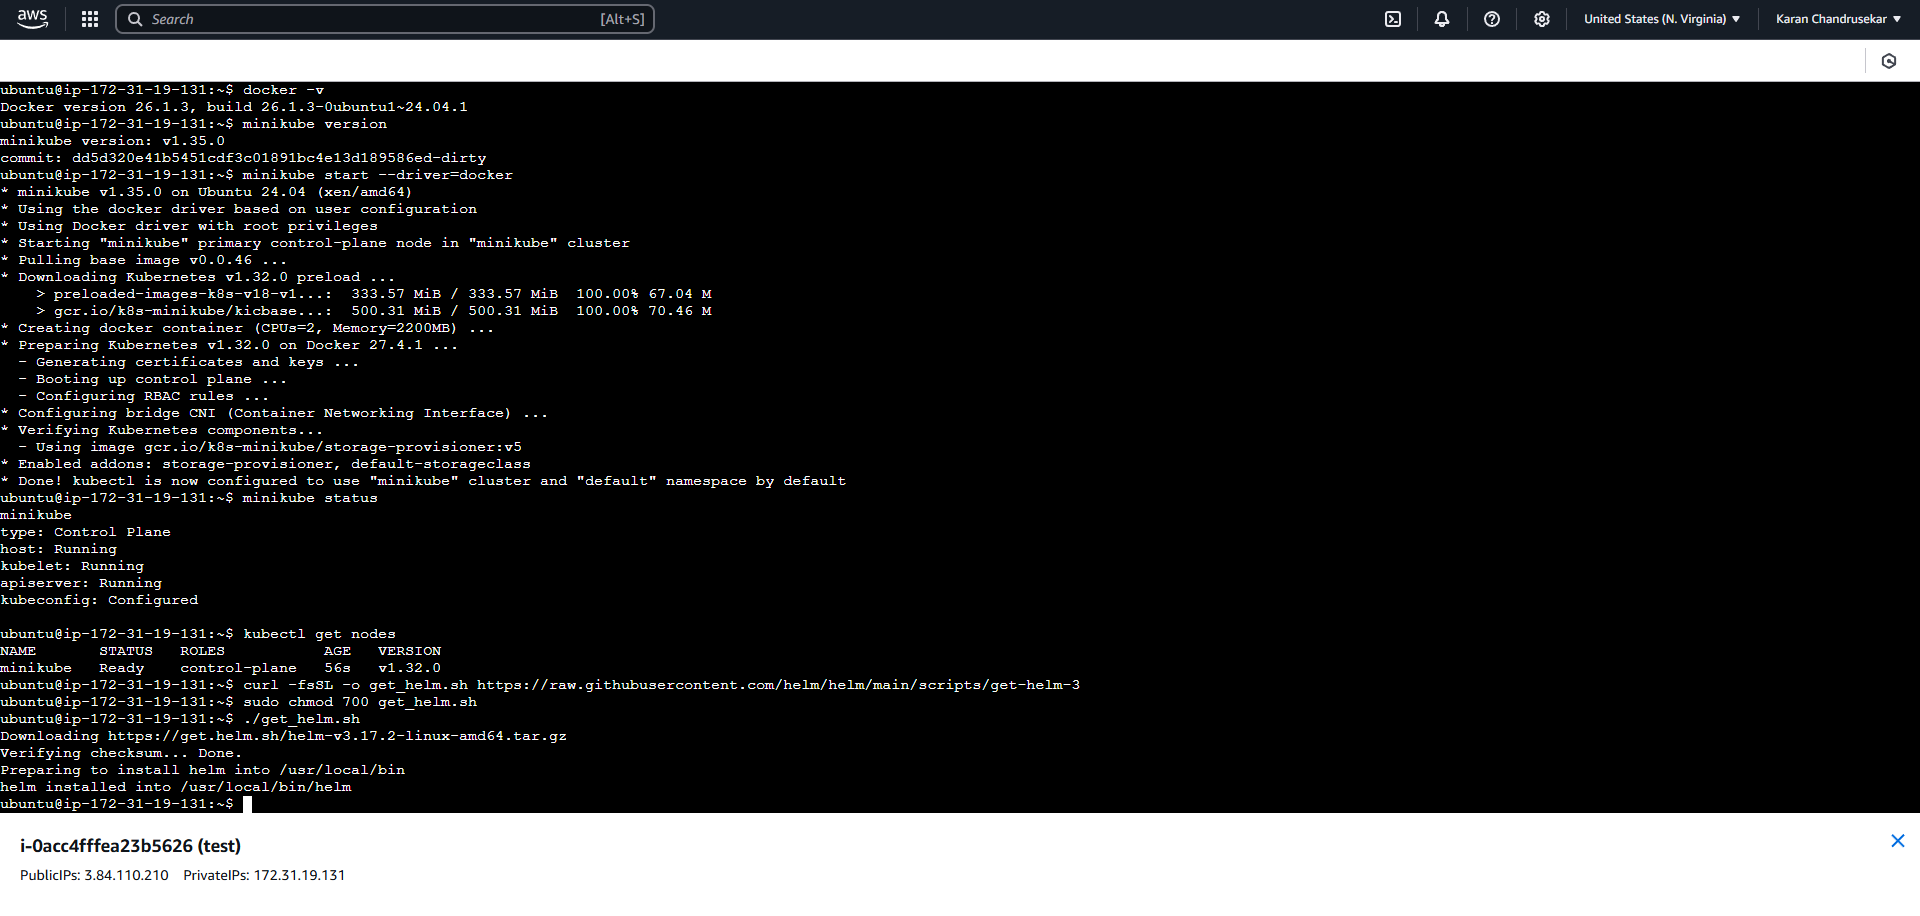 aws
Search [Alt+S]
United States (N. Virginia)
Karan Chandrusekar
ubuntu@ip-172-31-19-131:~$ docker -v
Docker version 26.1.3, build 26.1.3-0ubuntu1~24.04.1
ubuntu@ip-172-31-19-131:~$ minikube version
minikube version: v1.35.0
commit: dd5d320e41b5451cdf3c01891bc4e13d189586ed-dirty
ubuntu@ip-172-31-19-131:~$ minikube start --driver=docker
* minikube v1.35.0 on Ubuntu 24.04 (xen/amd64)
* Using the docker driver based on user configuration
* Using Docker driver with root privileges
* Starting "minikube" primary control-plane node in "minikube" cluster
* Pulling base image v0.0.46 ...
* Downloading Kubernetes v1.32.0 preload ...
    > preloaded-images-k8s-v18-v1...:  333.57 MiB / 333.57 MiB  100.00% 67.04 M
    > gcr.io/k8s-minikube/kicbase...:  500.31 MiB / 500.31 MiB  100.00% 70.46 M
* Creating docker container (CPUs=2, Memory=2200MB) ...
* Preparing Kubernetes v1.32.0 on Docker 27.4.1 ...
  - Generating certificates and keys ...
  - Booting up control plane ...
  - Configuring RBAC rules ...
* Configuring bridge CNI (Container Networking Interface) ...
* Verifying Kubernetes components...
  - Using image gcr.io/k8s-minikube/storage-provisioner:v5
* Enabled addons: storage-provisioner, default-storageclass
* Done! kubectl is now configured to use "minikube" cluster and "default" namespace by default
ubuntu@ip-172-31-19-131:~$ minikube status
minikube
type: Control Plane
host: Running
kubelet: Running
apiserver: Running
kubeconfig: Configured
ubuntu@ip-172-31-19-131:~$ kubectl get nodes
NAME       STATUS   ROLES           AGE   VERSION
minikube   Ready    control-plane   56s   v1.32.0
ubuntu@ip-172-31-19-131:~$ curl -fsSL -o get_helm.sh https://raw.githubusercontent.com/helm/helm/main/scripts/get-helm-3
ubuntu@ip-172-31-19-131:~$ sudo chmod 700 get_helm.sh
ubuntu@ip-172-31-19-131:~$ ./get_helm.sh
Downloading https://get.helm.sh/helm-v3.17.2-linux-amd64.tar.gz
Verifying checksum... Done.
Preparing to install helm into /usr/local/bin
helm installed into /usr/local/bin/helm
ubuntu@ip-172-31-19-131:~$
i-0acc4fffea23b5626 (test)
PublicIPs: 3.84.110.210 PrivateIPs: 172.31.19.131